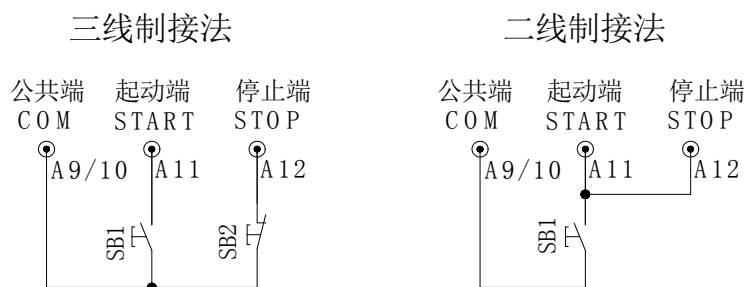 三线制接法
公共端 起动端 停止端
COM START STOP
A9/10 A11 A12
SB1 SB2
二线制接法
公共端 起动端 停止端
COM START STOP
A9/10 A11 A12
SB1